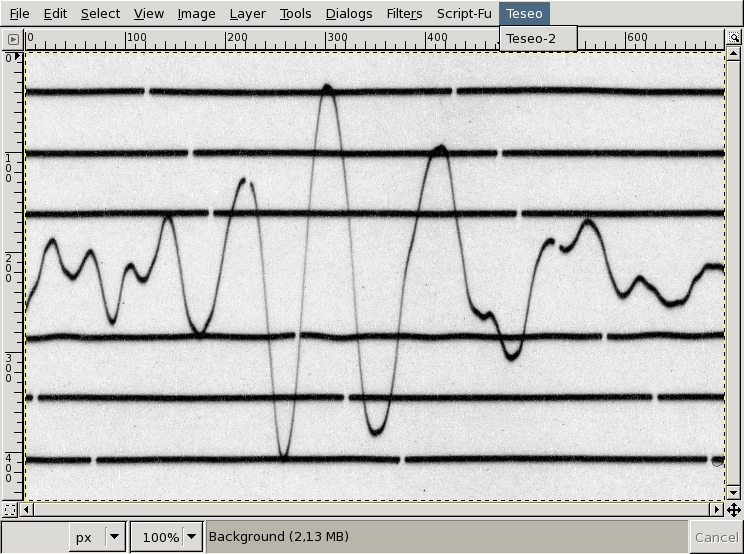 File Edit Select View Image Layer Tools Dialogs Filters Script-Fu Teseo
Teseo-2
0 100 200 300 400 600
0
100
200
300
400
px 100% Background (2,13 MB) Cancel